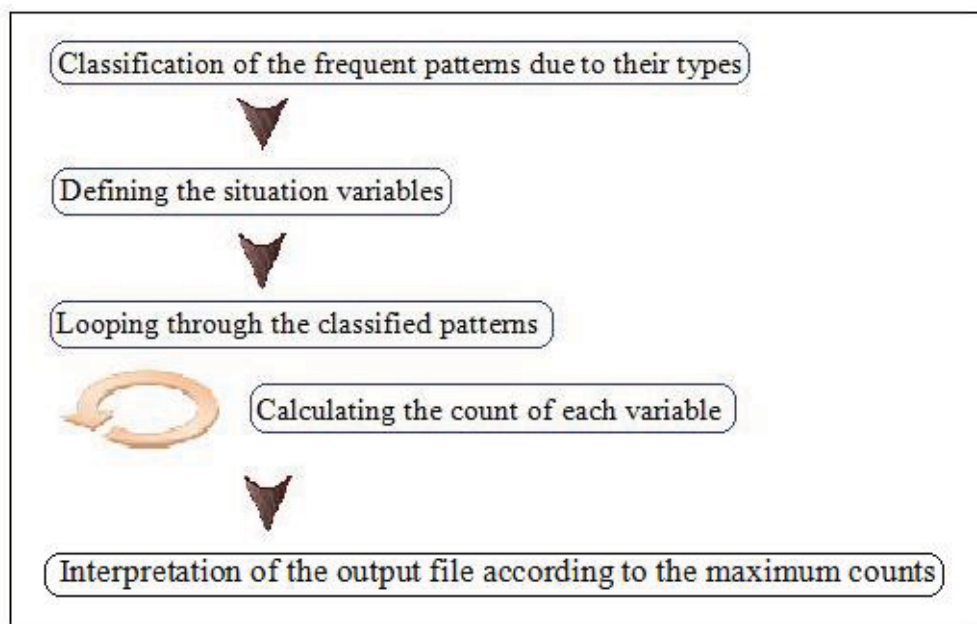 Classification of the frequent patterns due to their types
Defining the situation variables
Looping through the classified patterns
Calculating the count of each variable
Interpretation of the output file according to the maximum counts